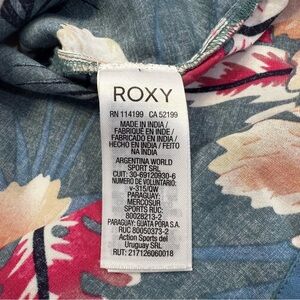 ROXY
RN 114199 CA 52199
MADE IN INDIA /
FABRIQUE EN INDE /
FABRICADO EN INDIA /
HECHO EN INDIA / FEITO
NA INDIA
ARGENTINA WORLD
SPORT SRL
CUIT: 30-69120930-6
NUMERO DE VOLUNTARIO:
v-315/QW
PARAGUAY:
MERCOSUR
SPORTS RUC:
80028213-2
PARAGUAY: GUATA PORA S.A.
RUC 80050373-2
Action Sports del
Uruguay SRL
RUT: 217126060018